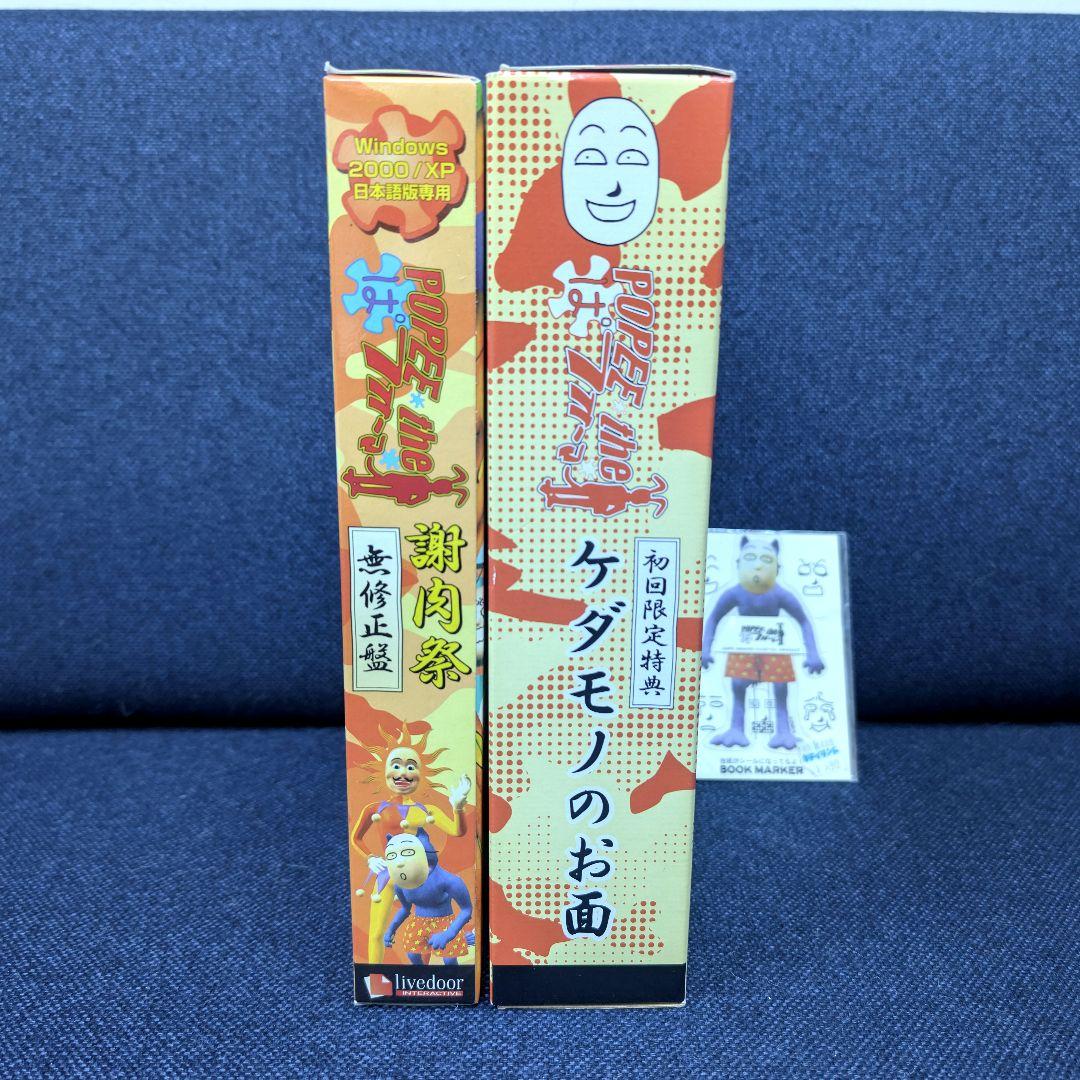 Windows
2000/XP
日本語版専用
POPEE the
ぱフォーマー
謝肉祭
無修正盤
livedoor
INTERACTIVE
POPEE the
ぱフォーマー
初回限定特典
ケダモノのお面
BOOK MARKER